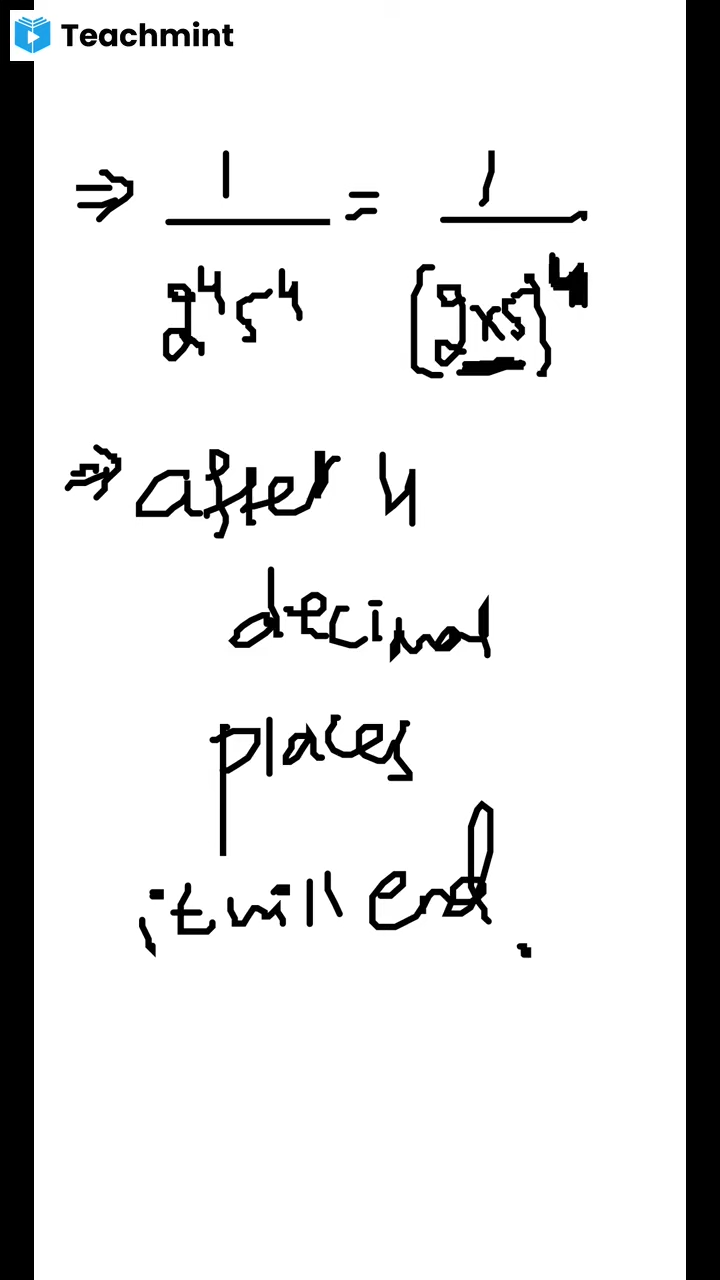 Teachmint
⇒ 1/2⁴5⁴ = 1/(2×5)⁴
⇒ after 4
decimal
places
it will end.